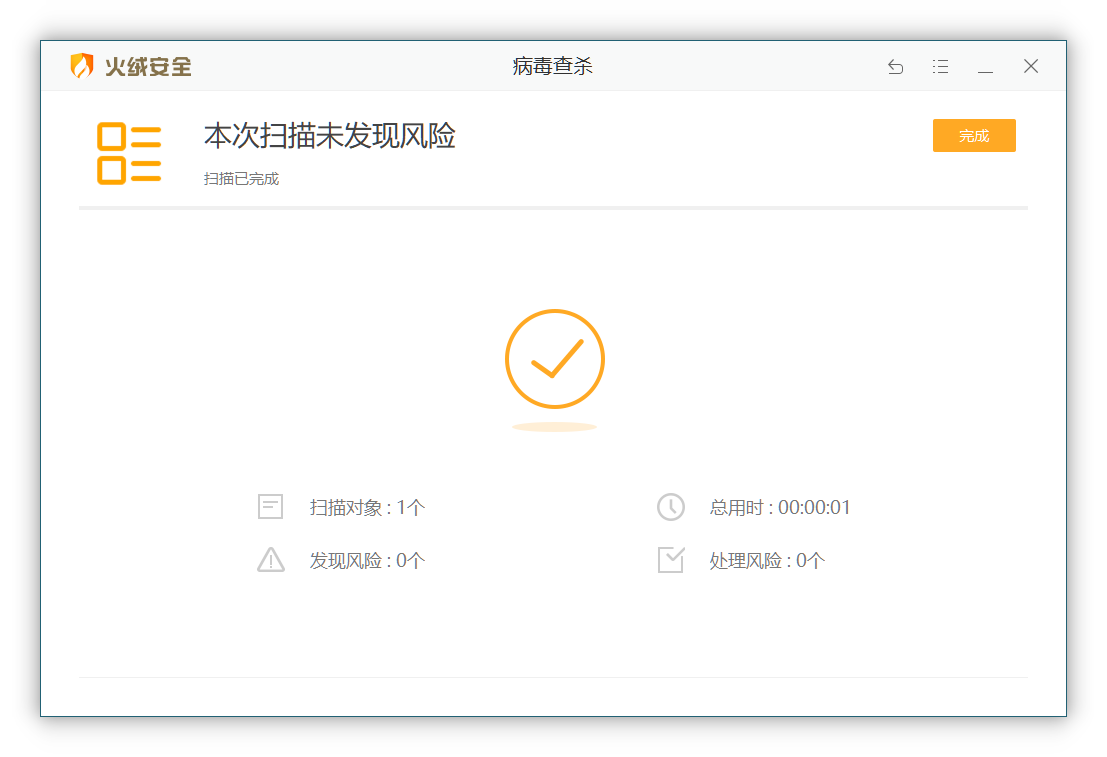 火绒安全
病毒查杀
本次扫描未发现风险
完成
扫描已完成
扫描对象 : 1个
总用时 : 00:00:01
发现风险 : 0个
处理风险 : 0个